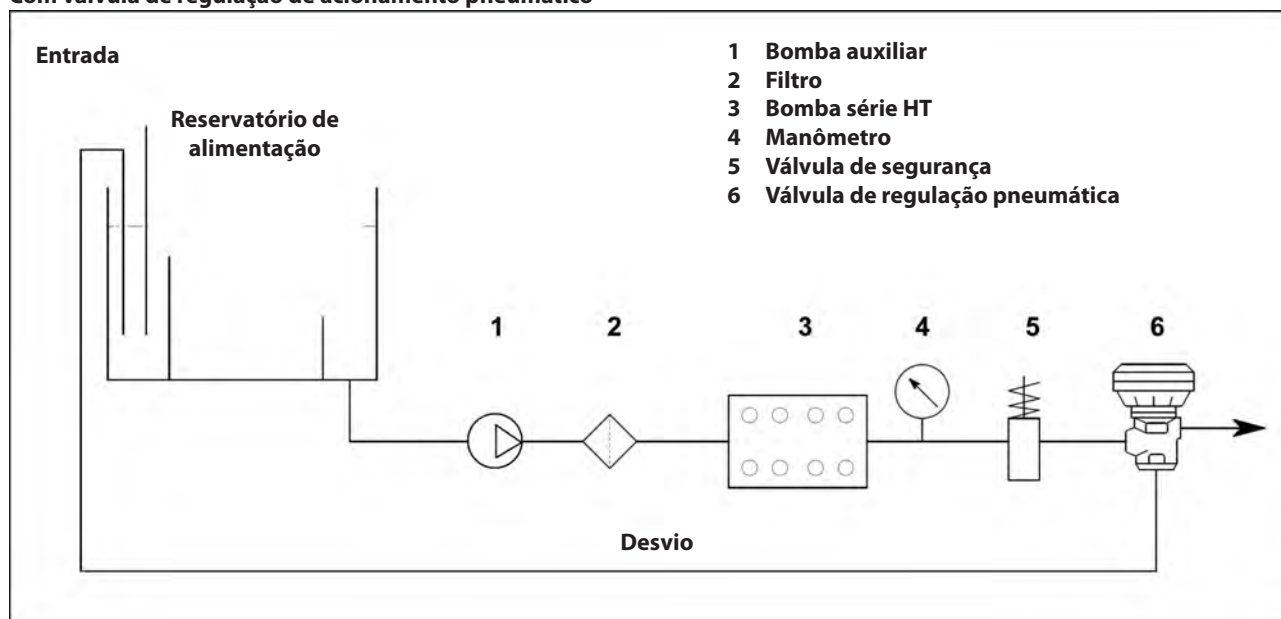 Com válvula de regulação de acionamento pneumático
Entrada
Reservatório de
alimentação
1 Bomba auxiliar
2 Filtro
3 Bomba série HT
4 Manômetro
5 Válvula de segurança
6 Válvula de regulação pneumática
1 2 3 4 5 6
Desvio